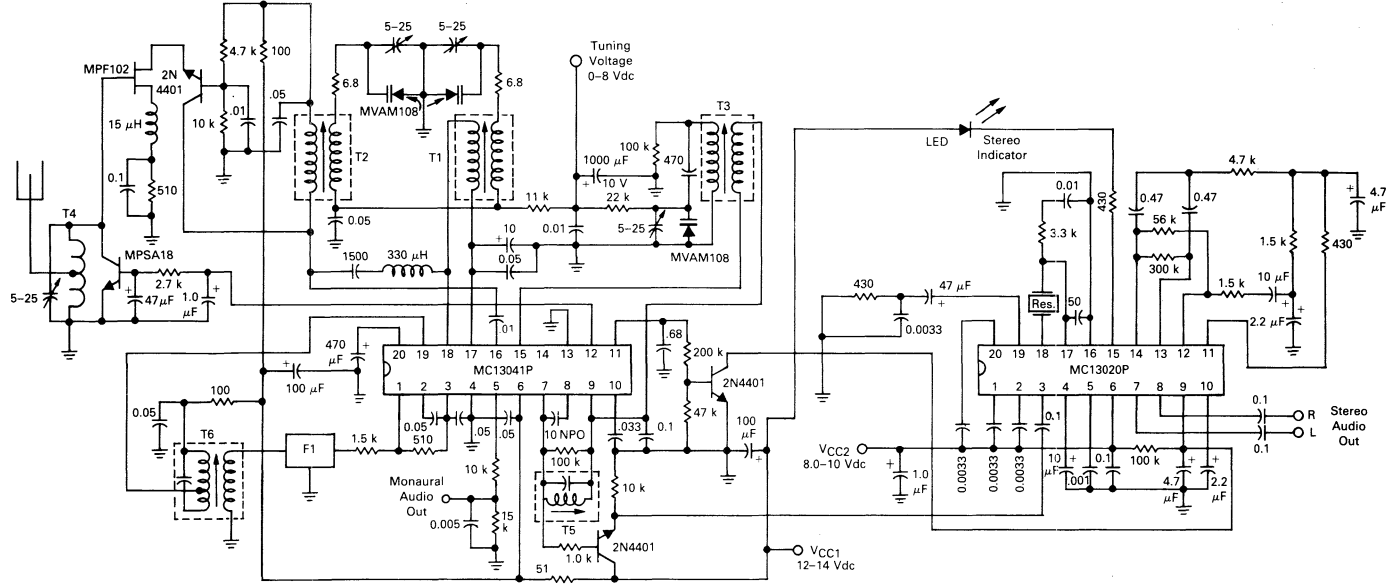 MPF102
2N
4401
4.7 k
100
.05
.01
10 k
15 μH
0.1
510
T4
MPSA18
2.7 k
5-25
47 μF
1.0
μF
5-25
5-25
6.8
6.8
MVAM108
T2
T1
0.05
1500
330 μH
Tuning
Voltage
0-8 Vdc
1000 μF
10 V
100 k
470
T3
11 k
22 k
0.01
5-25
MVAM108
10
0.05
.01
LED
Stereo
Indicator
430
0.01
3.3 k
Res.
50
430
47 μF
0.0033
4.7 k
0.47
0.47
56 k
300 k
1.5 k
1.5 k
10 μF
2.2 μF
430
4.7
μF
470
μF
100 μF
20 19 18 17 16 15 14 13 12 11
MC13041P
1 2 3 4 5 6 7 8 9 10
.68
200 k
2N4401
47 k
100
μF
20 19 18 17 16 15 14 13 12 11
MC13020P
1 2 3 4 5 6 7 8 9 10
100
0.05
T6
F1
1.5 k
0.05
510
.05
.05
10 NPO
100 k
.033
0.1
10 k
Monaural
Audio
Out
0.005
15
k
T5
1.0 k
10 k
2N4401
51
VCC1
12-14 Vdc
VCC2
8.0-10 Vdc
1.0
μF
0.0033
0.0033
0.0033
0.1
10
μF
.001
0.1
100 k
4.7
μF
2.2
μF
0.1
R
L
0.1
Stereo
Audio
Out